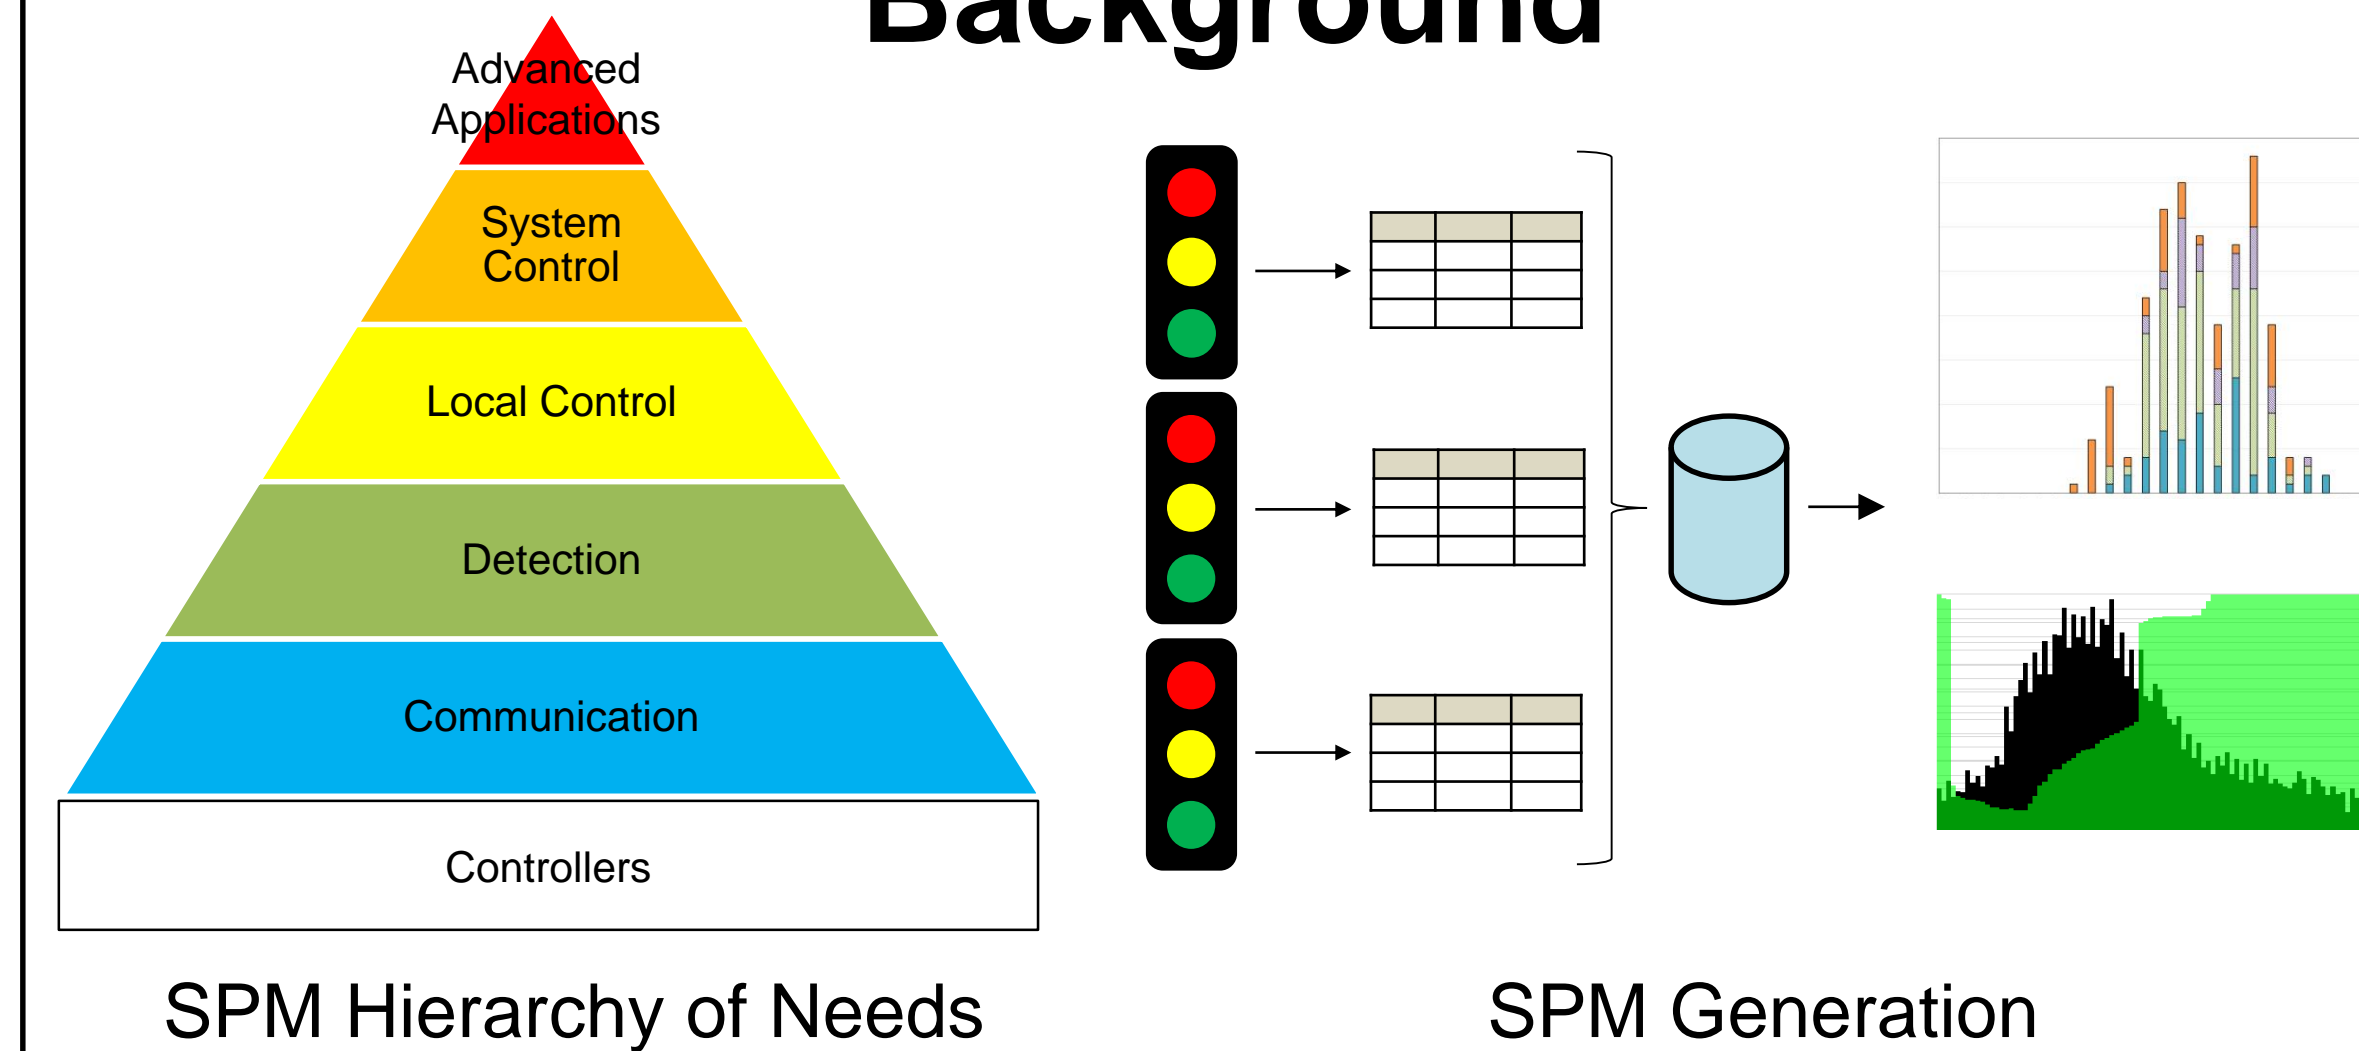 Background
Advanced
Applications
System
Control
Local Control
Detection
Communication
Controllers
SPM Hierarchy of Needs
SPM Generation